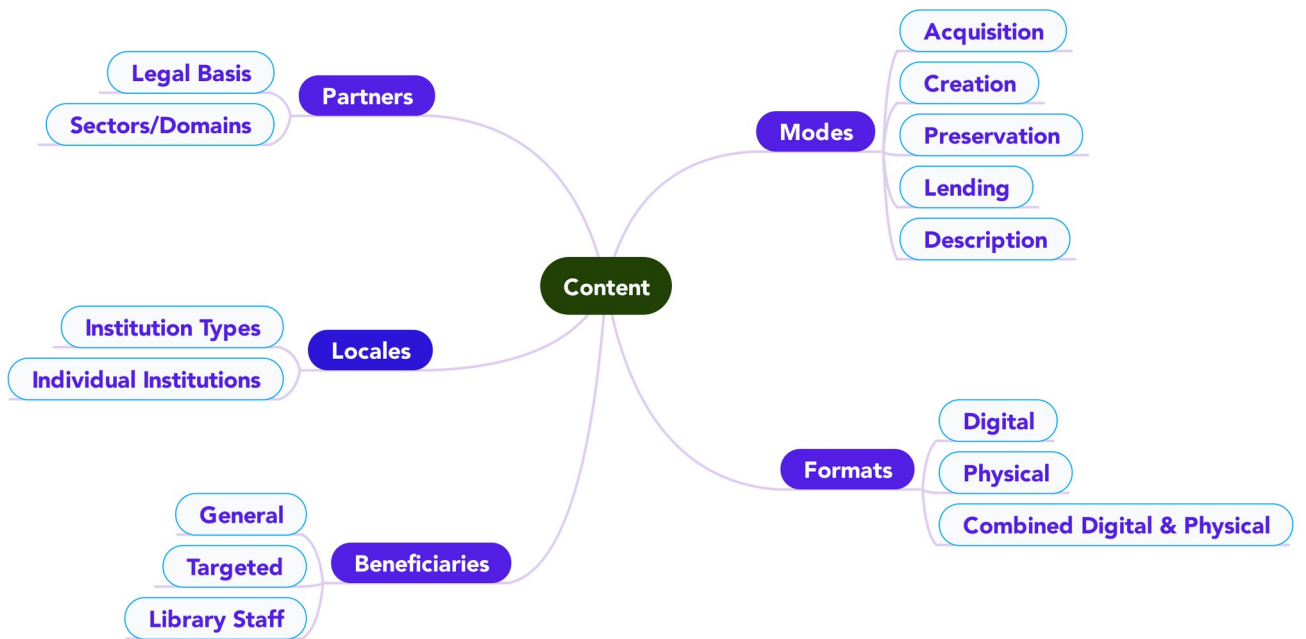 Content
Partners
Legal Basis
Sectors/Domains
Locales
Institution Types
Individual Institutions
Beneficiaries
General
Targeted
Library Staff
Modes
Acquisition
Creation
Preservation
Lending
Description
Formats
Digital
Physical
Combined Digital & Physical